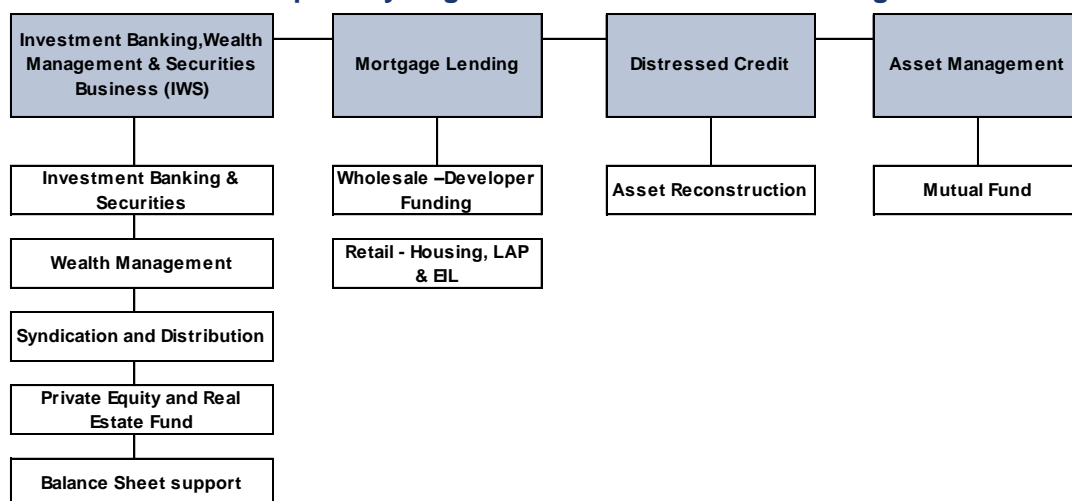 Investment Banking,Wealth
Management & Securities
Business (IWS)
Mortgage Lending
Distressed Credit
Asset Management
Investment Banking &
Securities
Wholesale –Developer
Funding
Asset Reconstruction
Mutual Fund
Wealth Management
Retail - Housing, LAP
& EIL
Syndication and Distribution
Private Equity and Real
Estate Fund
Balance Sheet support